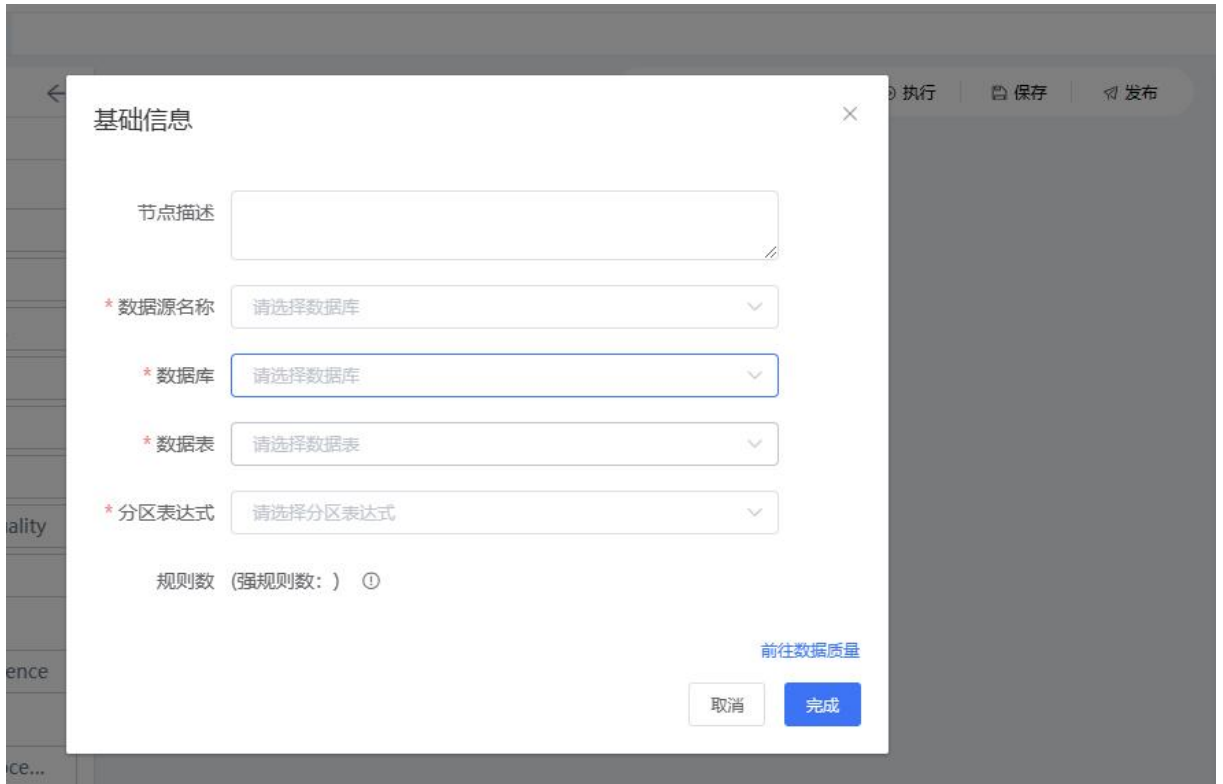 执行
保存
发布
基础信息
节点描述
* 数据源名称 请选择数据库
* 数据库 请选择数据库
* 数据表 请选择数据表
* 分区表达式 请选择分区表达式
ality
规则数 (强规则数: )
前往数据质量
ence
取消 完成
ce...